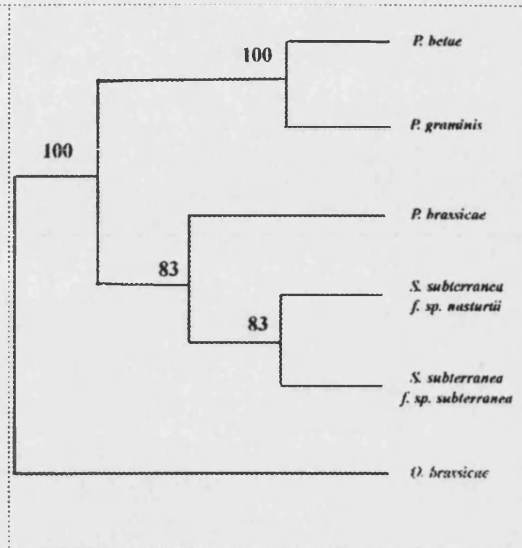 100
P. betae
P. graminis
100
P. brassicae
83
S. subterranea
f. sp. nasturtii
83
S. subterranea
f. sp. subterranea
O. brassicae